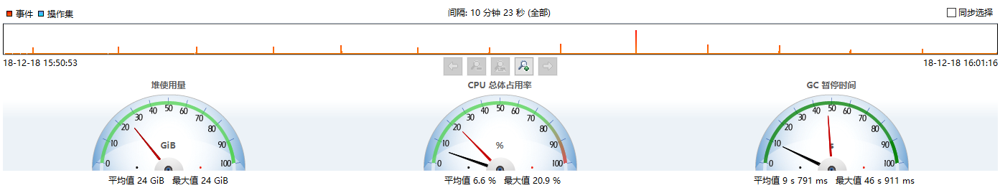 事件 操作集 间隔: 10 分钟 23 秒 (全部) 同步选择
18-12-18 15:50:53 18-12-18 16:01:16
堆使用量 CPU 总体占用率 GC 暂停时间
0 10 20 30 40 50 60 70 80 90 100 0 10 20 30 40 50 60 70 80 90 100 0 10 20 30 40 50 60 70 80 90 100
GiB % s
平均值 24 GiB 最大值 24 GiB 平均值 6.6 % 最大值 20.9 % 平均值 9 s 791 ms 最大值 46 s 911 ms